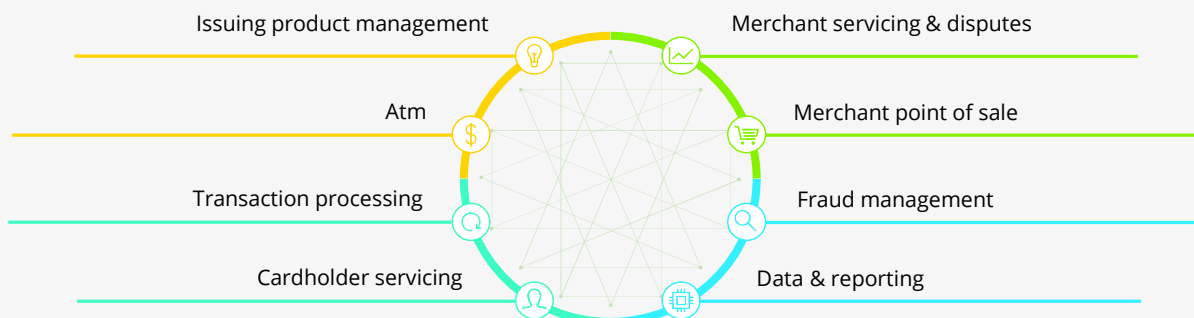 Issuing product management
Merchant servicing & disputes
Atm
Merchant point of sale
Transaction processing
Fraud management
Cardholder servicing
Data & reporting